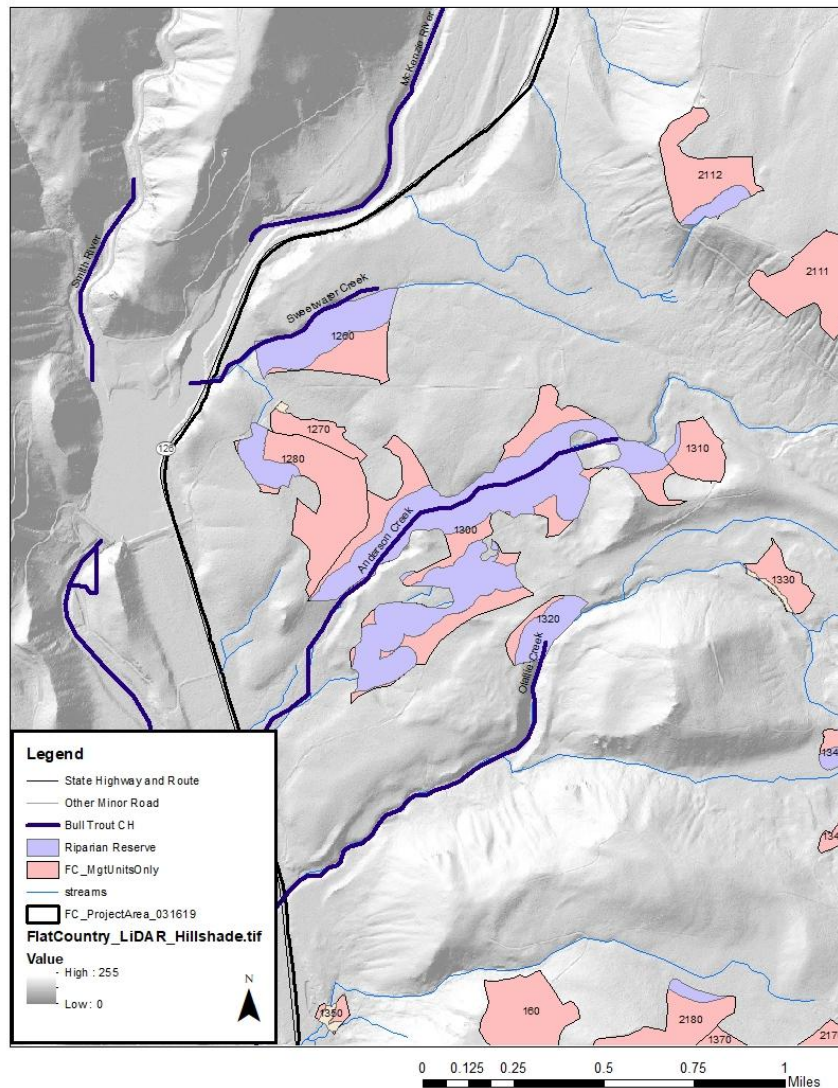 McKenzie River
2112
Smith River
2111
Sweetwater Creek
1260
1270
126
1280
1310
Anderson Creek
1300
1330
1320
Olallie Creek
134
134
Legend
State Highway and Route
Other Minor Road
Bull Trout CH
Riparian Reserve
FC_MgtUnitsOnly
streams
FC_ProjectArea_031619
FlatCountry_LiDAR_Hillshade.tif
Value
High : 255
Low : 0
N
1350
160
2180
1370
217
0 0.125 0.25 0.5 0.75 1
Miles